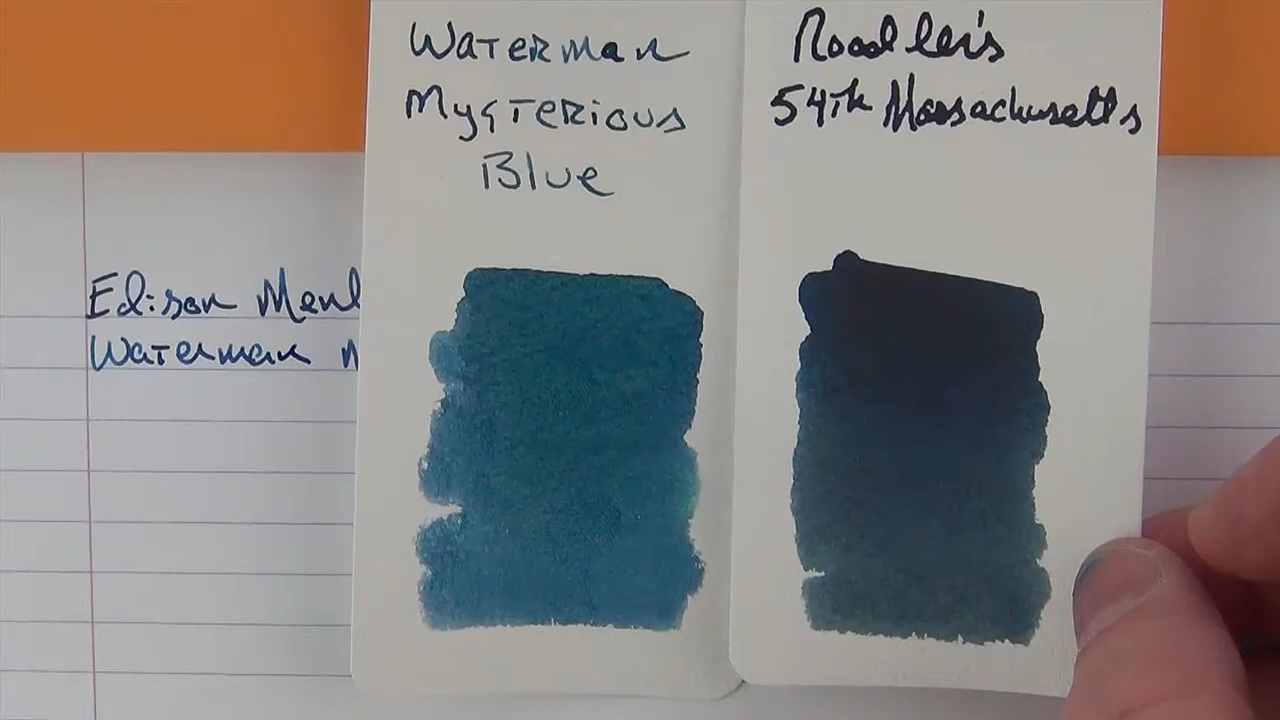 Waterman
Mysterious
Blue
Noodler's
54th Massachusetts
Edison Menl
Waterman M